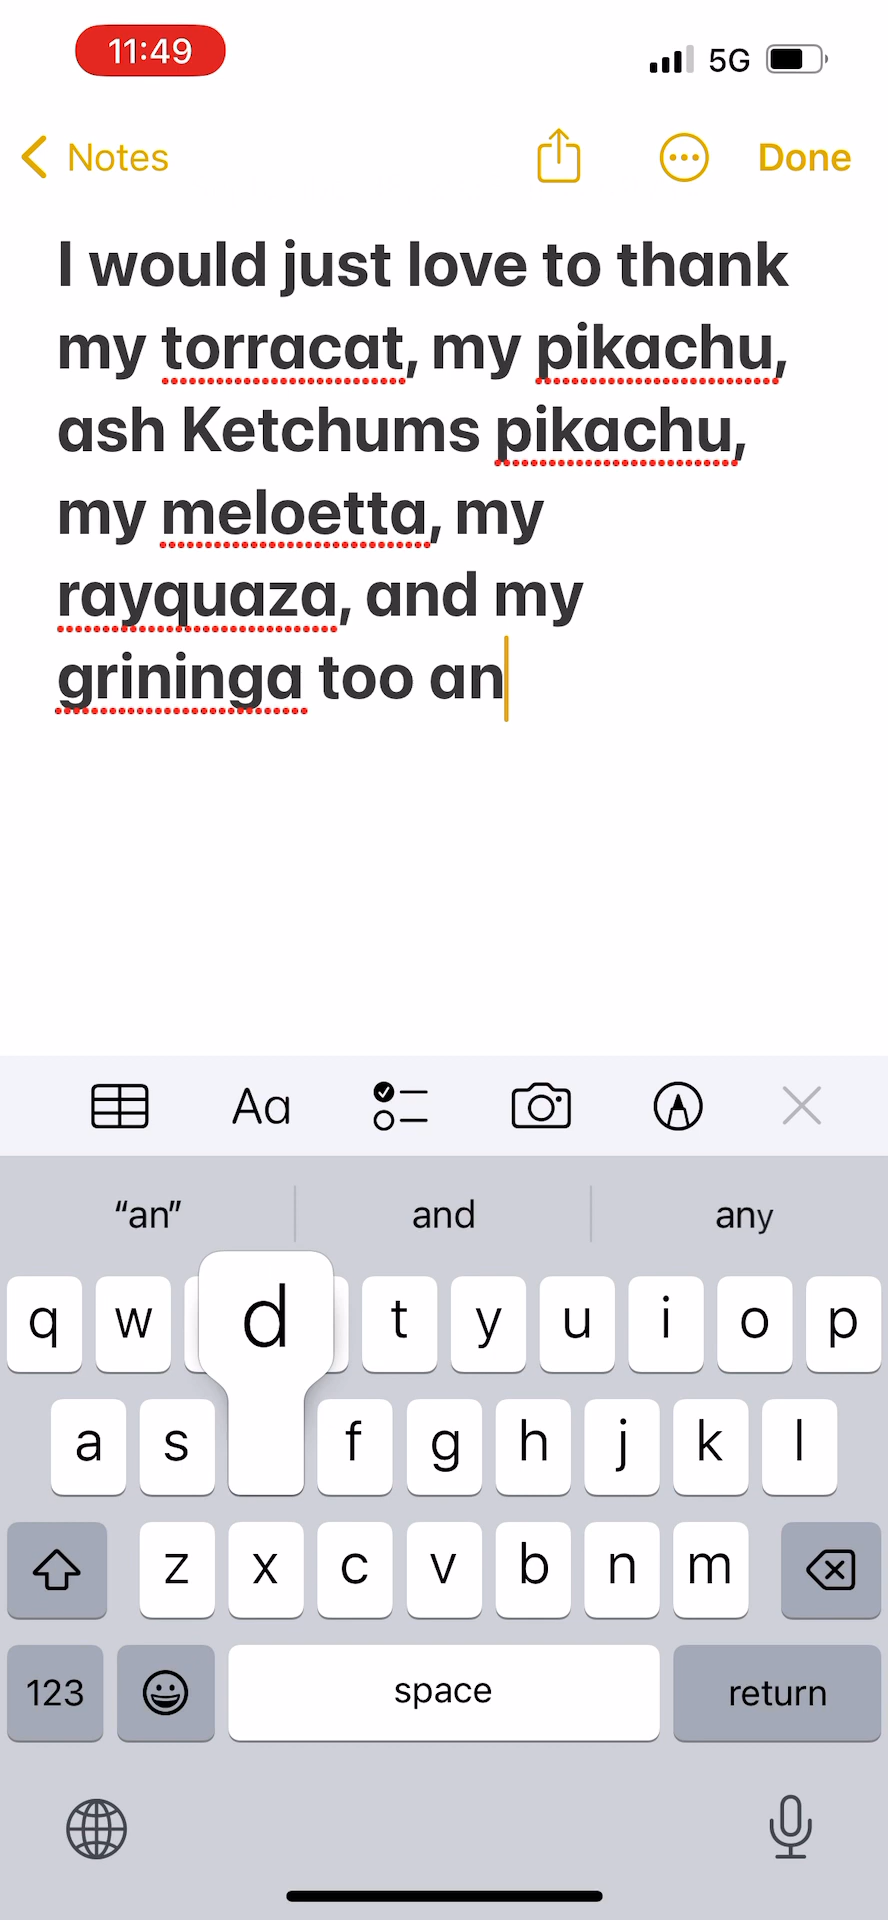 11:49 5G
Notes Done
I would just love to thank
my torracat, my pikachu,
ash Ketchums pikachu,
my meloetta, my
rayquaza, and my
grininga too an
Aa
“an” and any
q w d t y u i o p
a s f g h j k l
z x c v b n m
123 space return